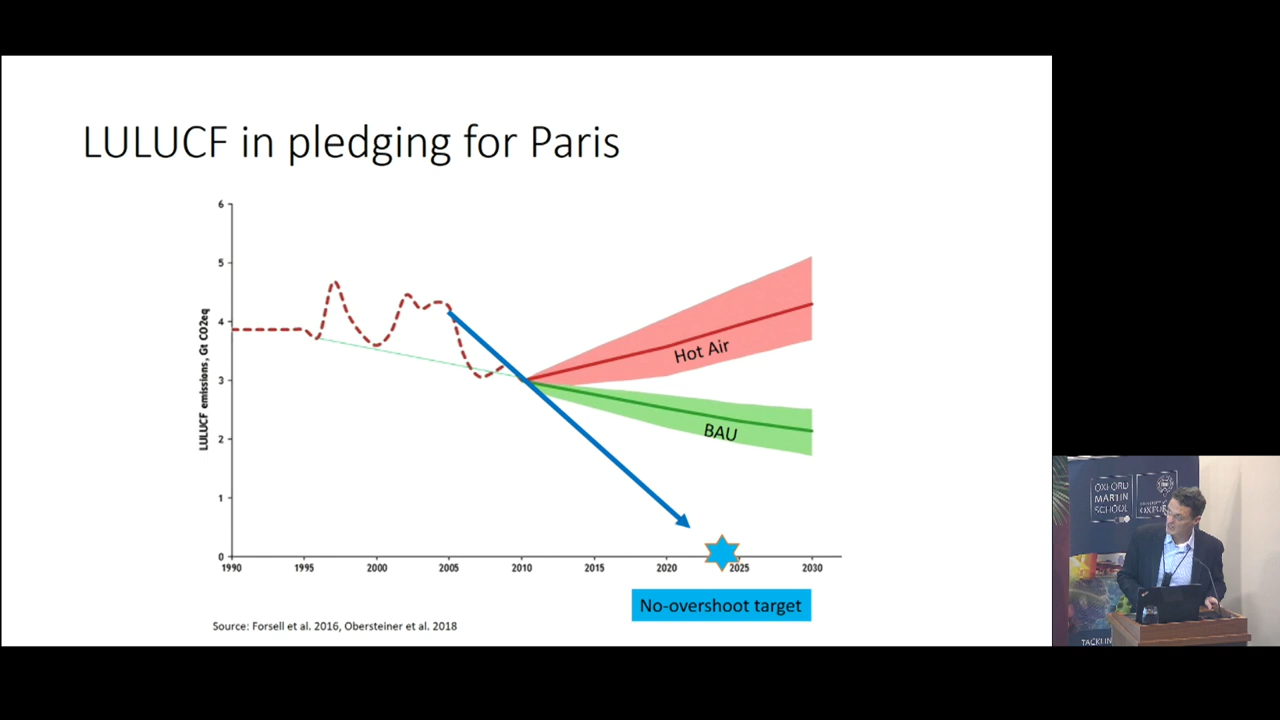 LULUCF in pledging for Paris
6
5
4
3
2
1
0
LULUCF emissions, Gt CO2eq
Hot Air
BAU
1990
1995
2000
2005
2010
2015
2020
2025
2030
No-overshoot target
Source: Forsell et al. 2016, Obersteiner et al. 2018
OXFORD
MARTIN
SCHOOL
OXFORD
TACKLIN